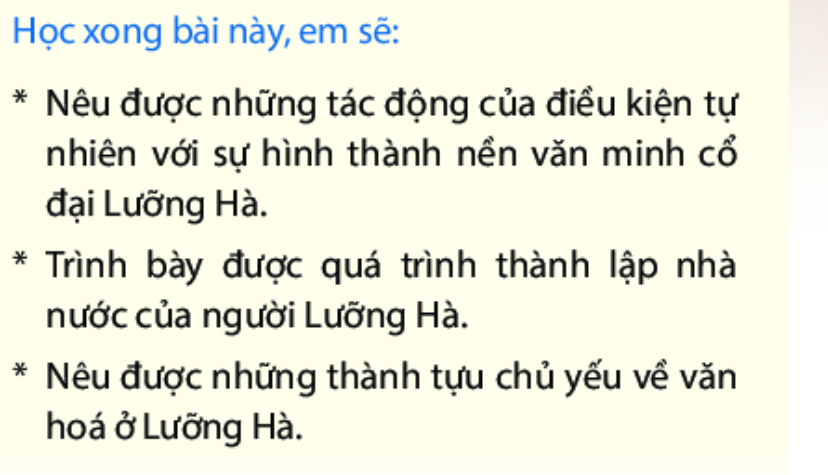 Học xong bài này, em sẽ:
* Nêu được những tác động của điều kiện tự
nhiên với sự hình thành nền văn minh cổ
đại Lưỡng Hà.
* Trình bày được quá trình thành lập nhà
nước của người Lưỡng Hà.
* Nêu được những thành tựu chủ yếu về văn
hoá ở Lưỡng Hà.